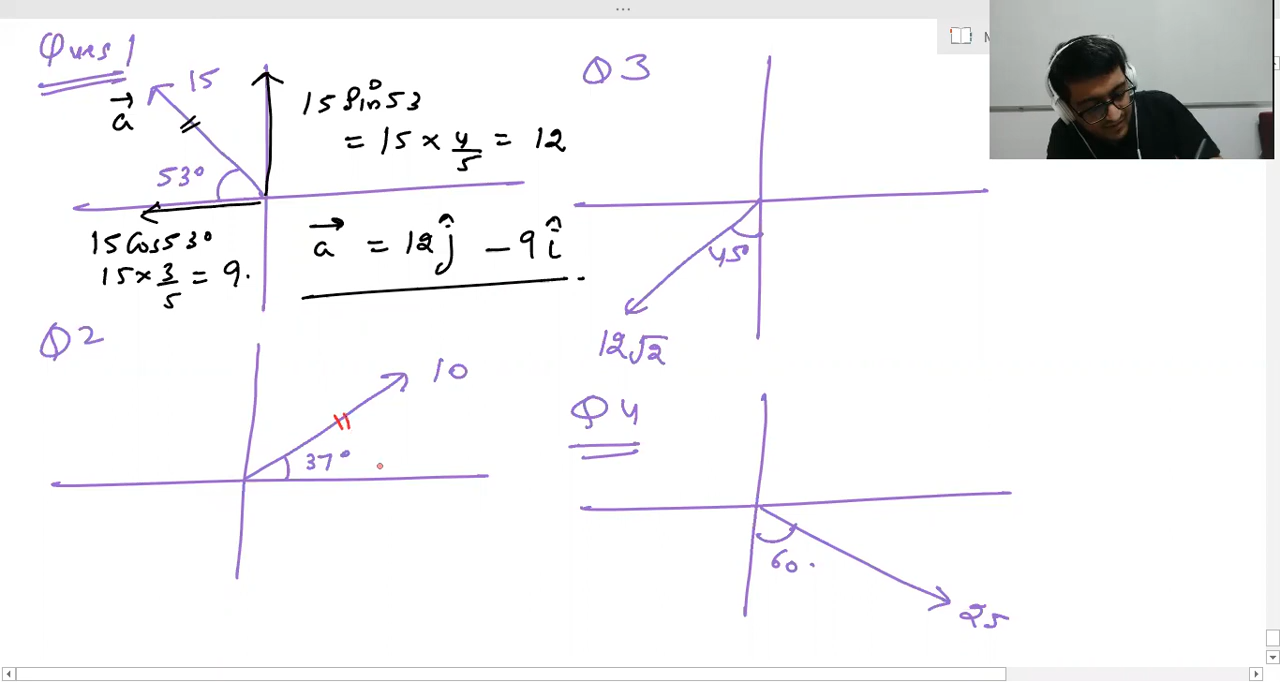 Ques 1
15
a
53°
15 Sin 53°
= 15 × 4/5 = 12
15 Cos 53°
15 × 3/5 = 9.
a = 12ĵ - 9î
Q 2
10
37°
Q 3
45°
12√2
Q 4
60.
25